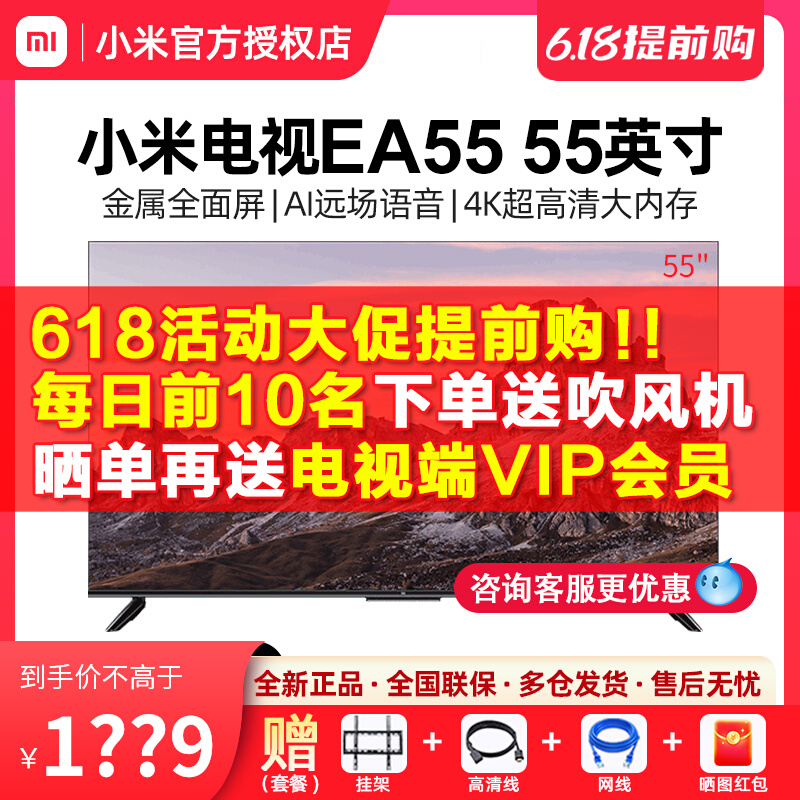 小米官方授权店
6.18提前购
小米电视EA55 55英寸
金属全面屏|AI远场语音|4K超高清大内存
55"
618活动大促提前购!!
每日前10名下单送吹风机
晒单再送电视端VIP会员
咨询客服更优惠
到手价不高于
¥1??9
全新正品·全国联保·多仓发货·售后无忧
赠
(套餐)
挂架
+
高清线
+
网线
+
晒图红包